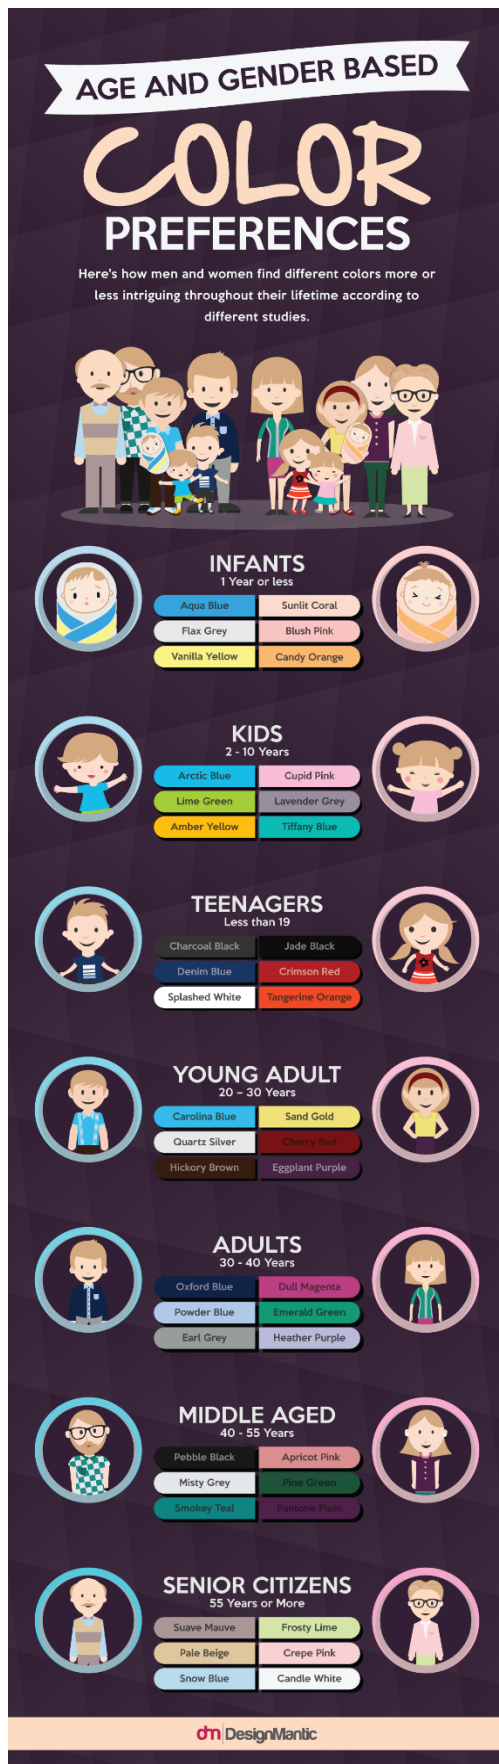 AGE AND GENDER BASED
COLOR
PREFERENCES
Here's how men and women find different colors more or
less intriguing throughout their lifetime according to
different studies.
INFANTS
1 Year or less
Aqua Blue Sunlit Coral
Flax Grey Blush Pink
Vanilla Yellow Candy Orange
KIDS
2 - 10 Years
Arctic Blue Cupid Pink
Lime Green Lavender Grey
Amber Yellow Tiffany Blue
TEENAGERS
Less than 19
Charcoal Black Jade Black
Denim Blue Crimson Red
Splashed White Tangerine Orange
YOUNG ADULT
20 – 30 Years
Carolina Blue Sand Gold
Quartz Silver Cherry Red
Hickory Brown Eggplant Purple
ADULTS
30 - 40 Years
Oxford Blue Dull Magenta
Powder Blue Emerald Green
Earl Grey Heather Purple
MIDDLE AGED
40 - 55 Years
Pebble Black Apricot Pink
Misty Grey Pine Green
Smokey Teal Pantone Plum
SENIOR CITIZENS
55 Years or More
Suave Mauve Frosty Lime
Pale Beige Crepe Pink
Snow Blue Candle White
dm DesignMantic